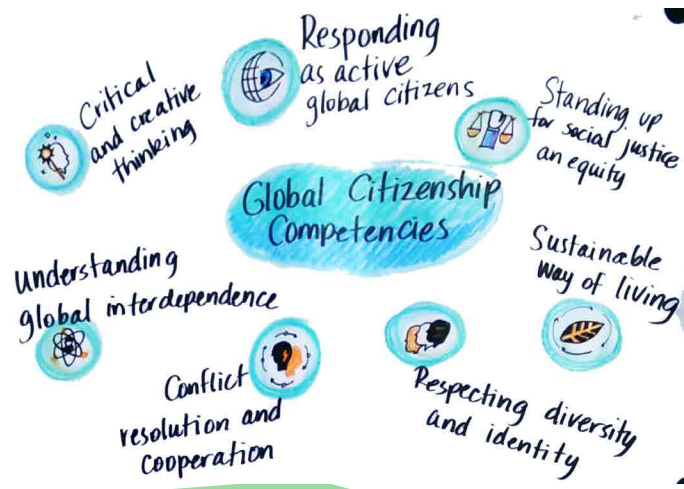 Responding
as active
global citizens
Critical
and creative
thinking
Standing up
for social justice
an equity
Global Citizenship
Competencies
Sustainable
way of living
Understanding
global interdependence
Conflict
resolution and
cooperation
Respecting diversity
and identity